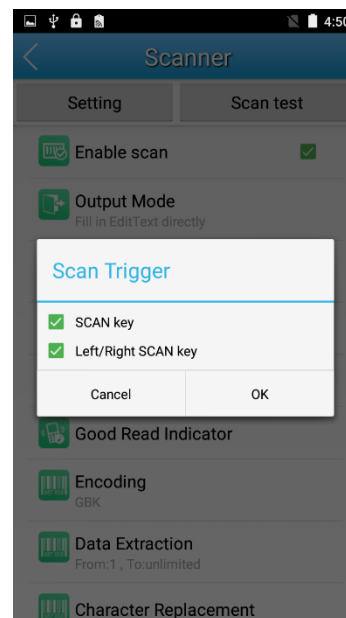 4:50
Scanner
Setting
Scan test
Enable scan
Output Mode
Fill in EditText directly
Scan Trigger
SCAN key
Left/Right SCAN key
Cancel
OK
Good Read Indicator
Encoding
GBK
Data Extraction
From:1 , To:unlimited
Character Replacement